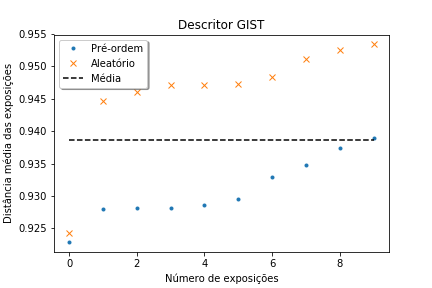 Descritor GIST
Distância média das exposições
0.955
0.950
0.945
0.940
0.935
0.930
0.925
Pré-ordem
Aleatório
Média
0 2 4 6 8
Número de exposições